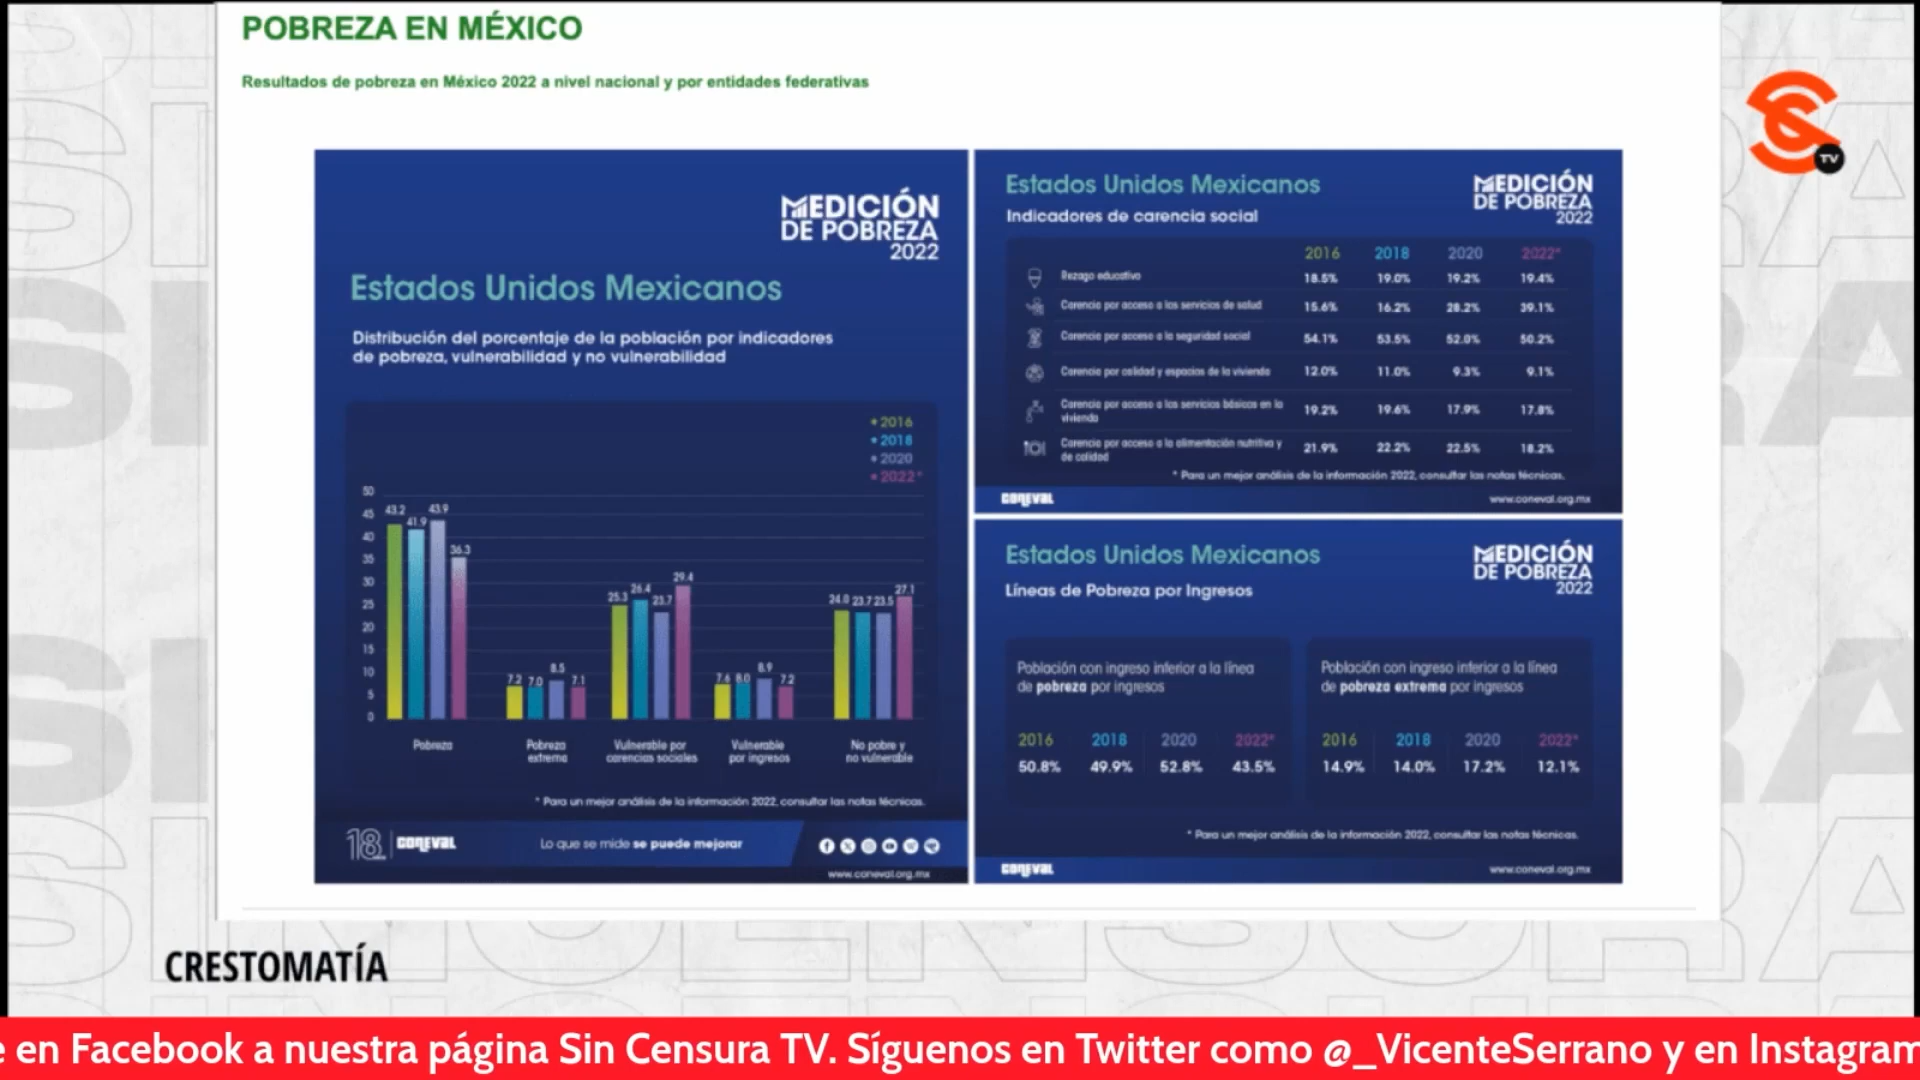 POBREZA EN MÉXICO
Resultados de pobreza en México 2022 a nivel nacional y por entidades federativas
MEDICIÓN
DE POBREZA
2022
Estados Unidos Mexicanos
Distribución del porcentaje de la población por indicadores
de pobreza, vulnerabilidad y no vulnerabilidad
2016
2018
2020
2022*
50
45
40
35
30
25
20
15
10
5
0
43.2 41.9 43.9 36.3
7.2 7.0 8.5 7.1
25.3 26.4 23.7 29.4
7.6 8.0 8.9 7.2
24.0 23.7 23.5 27.1
Pobreza
Pobreza
extrema
Vulnerable por
carencias sociales
Vulnerable
por ingresos
No pobre y
no vulnerable
* Para un mejor análisis de la información 2022, consultar las notas técnicas.
18 CONEVAL
Lo que se mide se puede mejorar
www.coneval.org.mx
Estados Unidos Mexicanos
Indicadores de carencia social
MEDICIÓN
DE POBREZA
2022
2016 2018 2020 2022*
Rezago educativo 18.5% 19.0% 19.2% 19.4%
Carencia por acceso a los servicios de salud 15.6% 16.2% 28.2% 39.1%
Carencia por acceso a la seguridad social 54.1% 53.5% 52.0% 50.2%
Carencia por calidad y espacios de la vivienda 12.0% 11.0% 9.3% 9.1%
Carencia por acceso a los servicios básicos en la
vivienda 19.2% 19.6% 17.9% 17.8%
Carencia por acceso a la alimentación nutritiva y
de calidad 21.9% 22.2% 22.5% 18.2%
* Para un mejor análisis de la información 2022, consultar las notas técnicas.
CONEVAL
www.coneval.org.mx
Estados Unidos Mexicanos
Líneas de Pobreza por Ingresos
MEDICIÓN
DE POBREZA
2022
Población con ingreso inferior a la línea
de pobreza por ingresos
2016 2018 2020 2022*
50.8% 49.9% 52.8% 43.5%
Población con ingreso inferior a la línea
de pobreza extrema por ingresos
2016 2018 2020 2022*
14.9% 14.0% 17.2% 12.1%
* Para un mejor análisis de la información 2022, consultar las notas técnicas.
CONEVAL
www.coneval.org.mx
TV
CRESTOMATÍA
e en Facebook a nuestra página Sin Censura TV. Síguenos en Twitter como @_VicenteSerrano y en Instagram